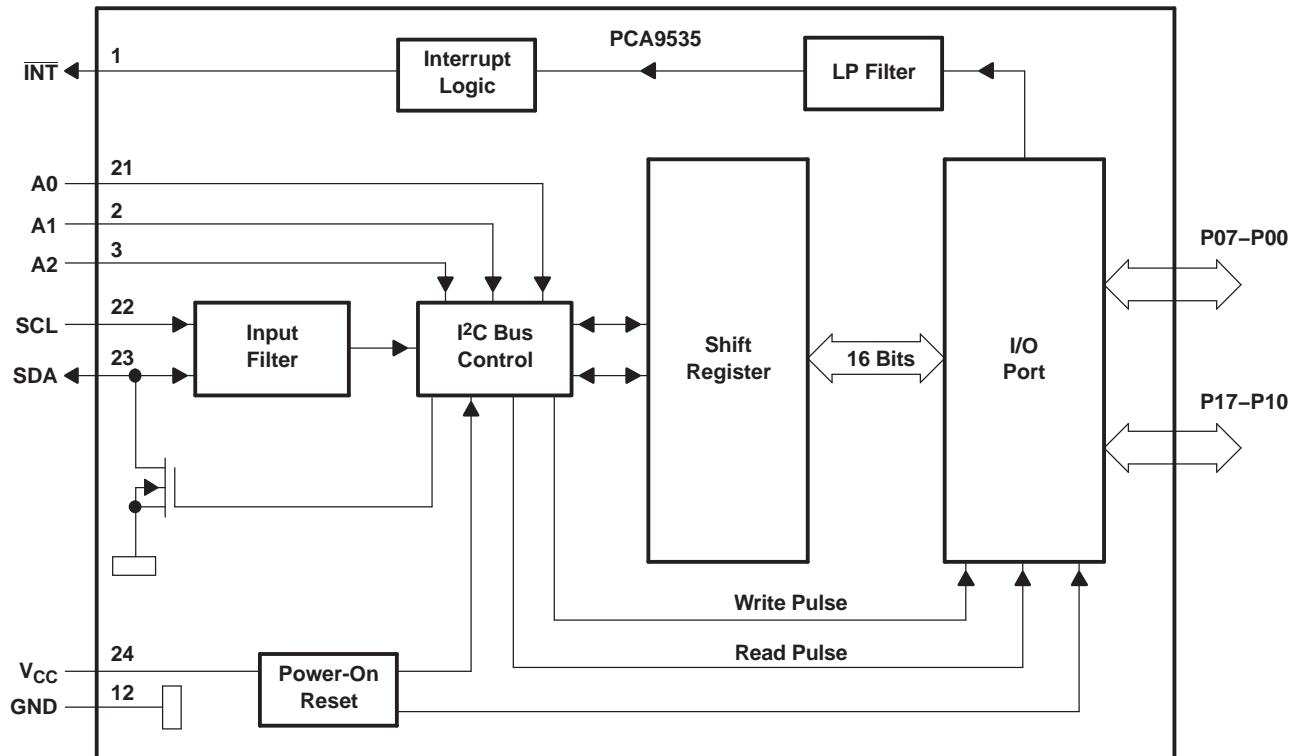 PCA9535
1
INT
Interrupt
Logic
LP Filter
21
A0
2
A1
3
A2
22
SCL
23
SDA
Input
Filter
I²C Bus
Control
Shift
Register
16 Bits
I/O
Port
P07–P00
P17–P10
Write Pulse
Read Pulse
24
VCC
12
GND
Power-On
Reset